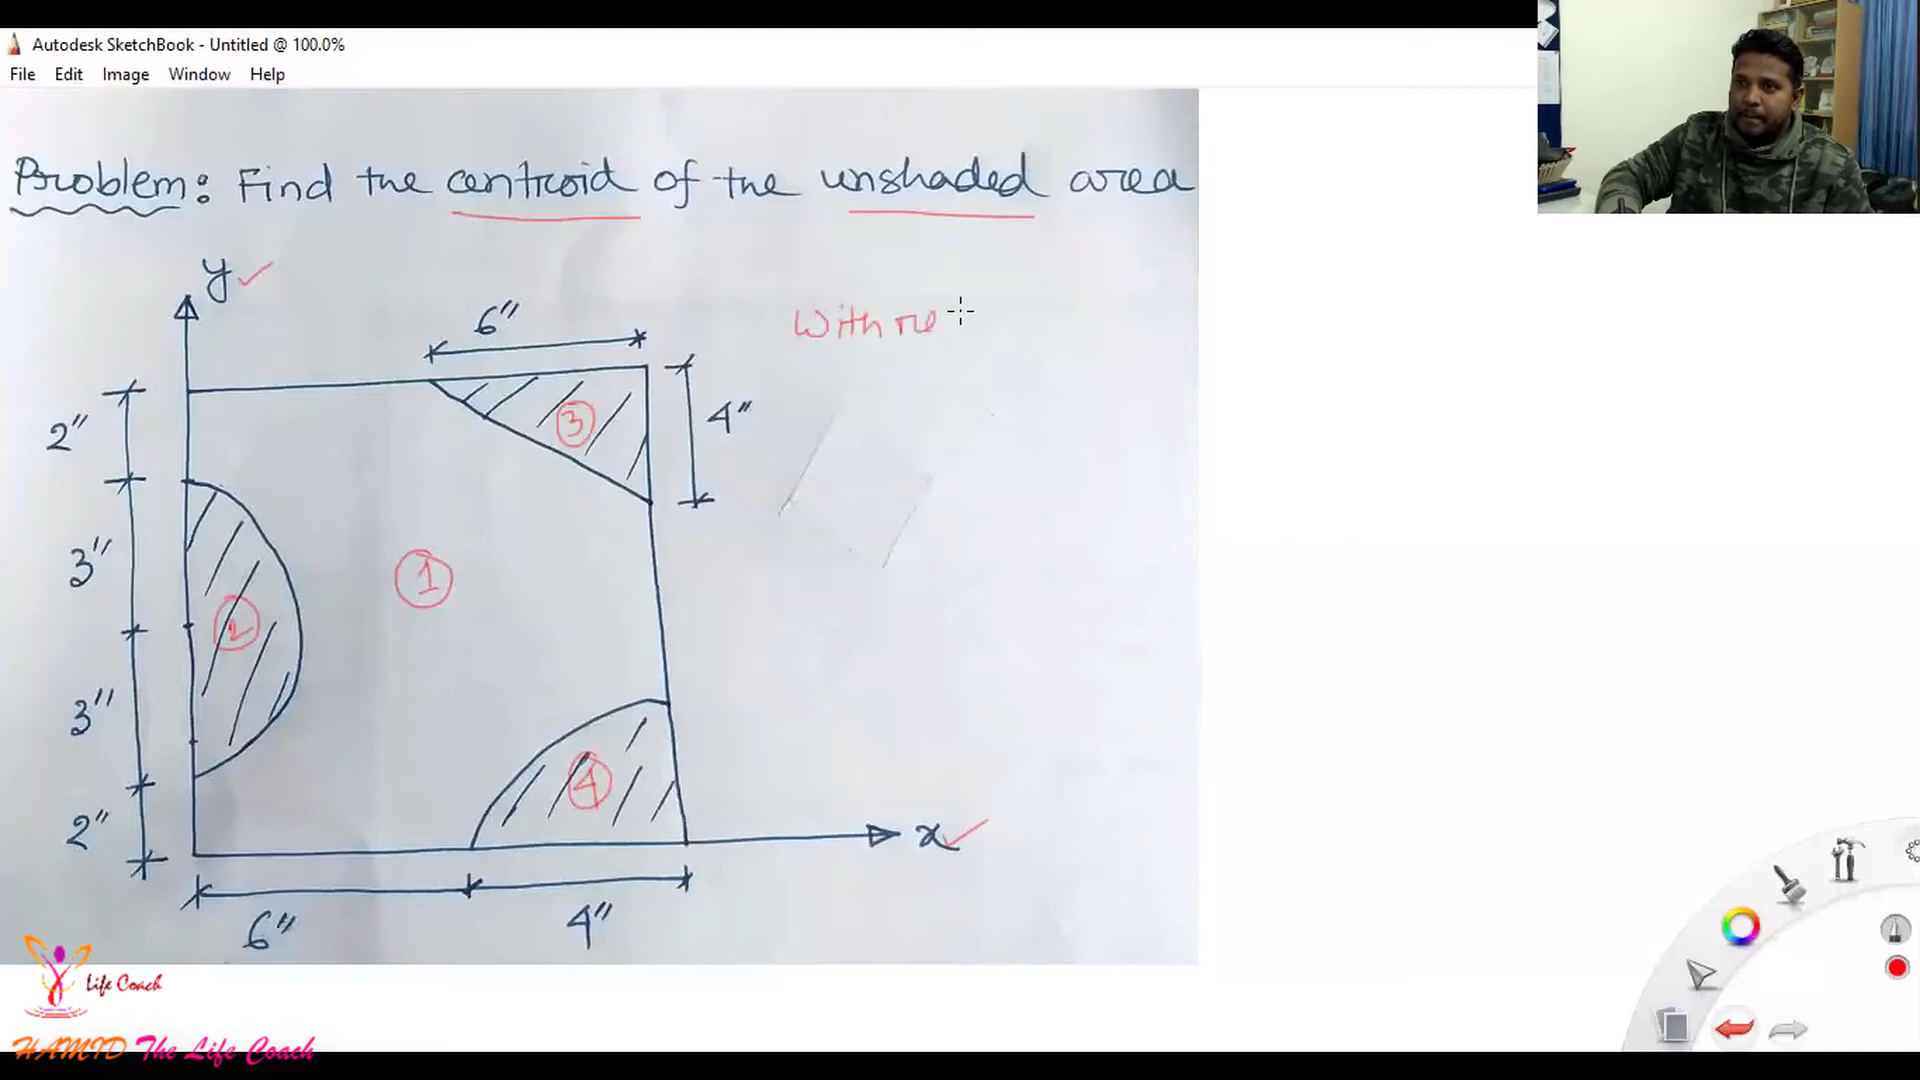 Autodesk SketchBook - Untitled @ 100.0%
File Edit Image Window Help
Problem: Find the centroid of the unshaded area
y
6"
With re
2"
3
4"
3"
1
2
3"
4
2"
x
6"
4"
Life Coach
HAMID The Life Coach